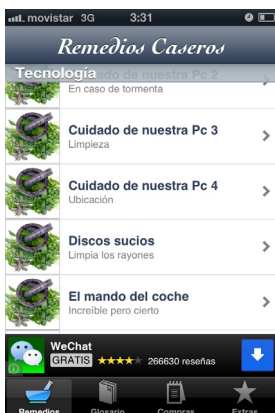 movistar 3G 3:31
Remedios Caseros
Tecnología
Cuidado de nuestra Pc 2
En caso de tormenta
Cuidado de nuestra Pc 3
Limpieza
Cuidado de nuestra Pc 4
Ubicación
Discos sucios
Limpia los rayones
El mando del coche
Increíble pero cierto
WeChat
GRATIS 266630 reseñas
Remedios Glosario Compras Extras